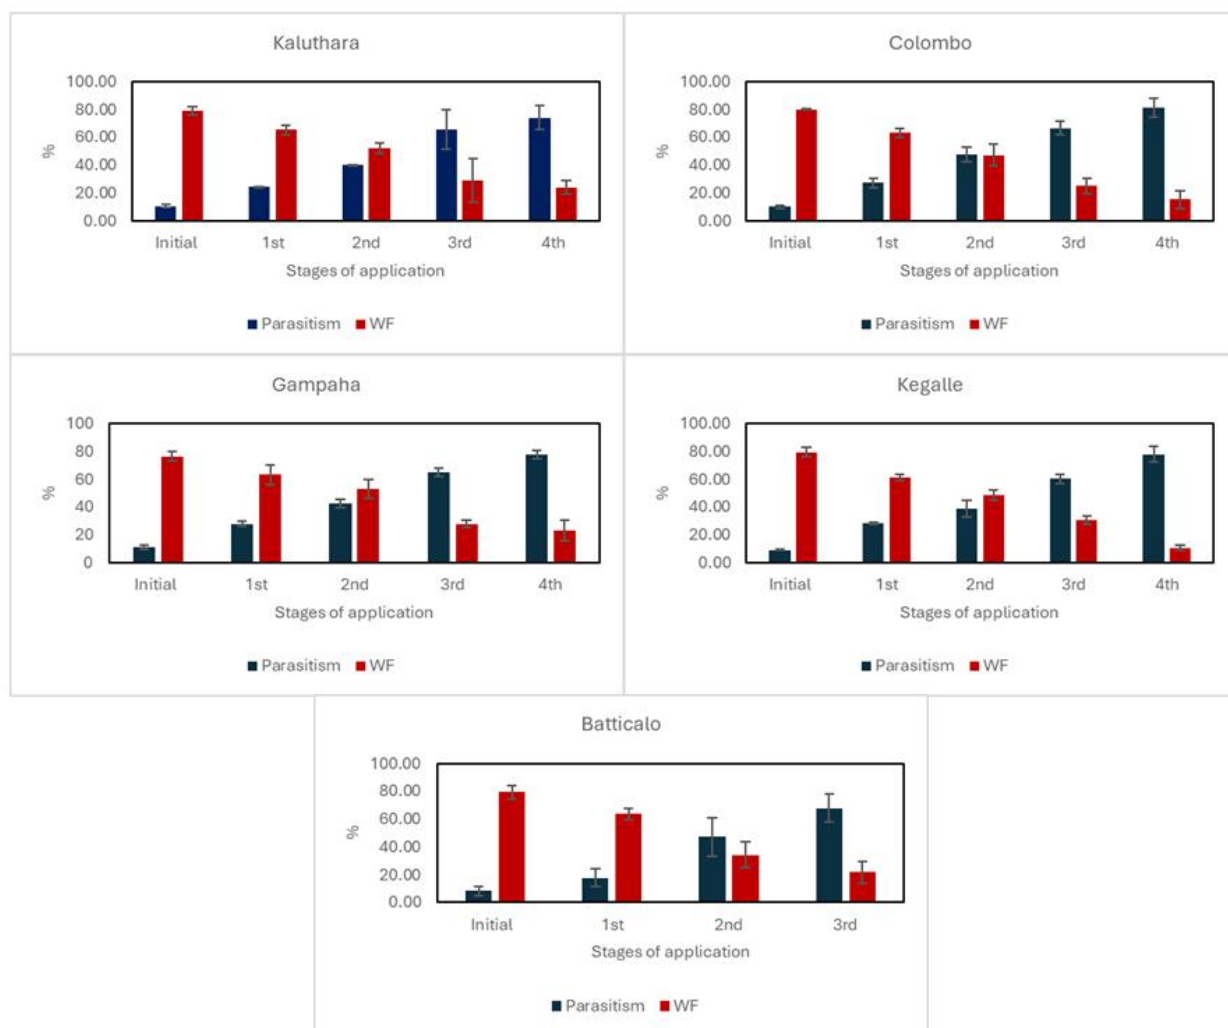 Kaluthara
100.00
80.00
60.00
40.00
20.00
0.00
%
Initial 1st 2nd 3rd 4th
Stages of application
Parasitism WF
Colombo
100.00
80.00
60.00
40.00
20.00
0.00
%
Initial 1st 2nd 3rd 4th
Stages of application
Parasitism WF
Gampaha
100
80
60
40
20
0
%
Initial 1st 2nd 3rd 4th
Stages of application
Parasitism WF
Kegalle
100.00
80.00
60.00
40.00
20.00
0.00
%
Initial 1st 2nd 3rd 4th
Stages of application
Parasitism WF
Batticalo
100.00
80.00
60.00
40.00
20.00
0.00
%
Initial 1st 2nd 3rd
Stages of application
Parasitism WF